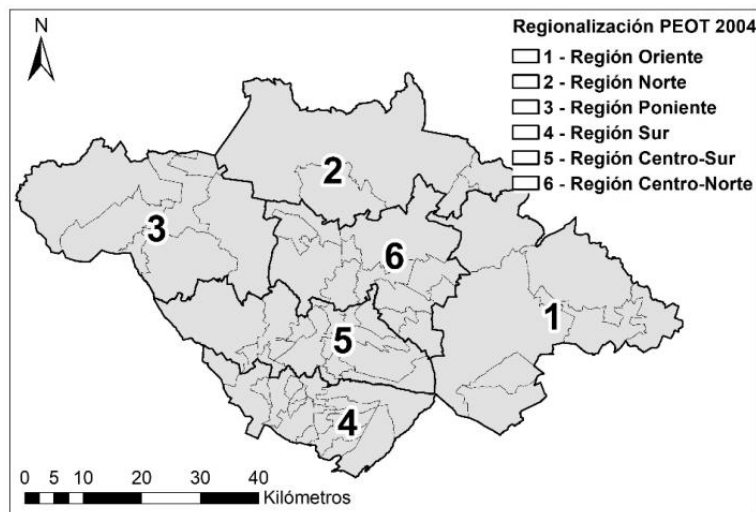 N
Regionalización PEOT 2004
1 - Región Oriente
2 - Región Norte
3 - Región Poniente
4 - Región Sur
5 - Región Centro-Sur
6 - Región Centro-Norte
2
3
6
1
5
4
0 5 10 20 30 40
Kilómetros